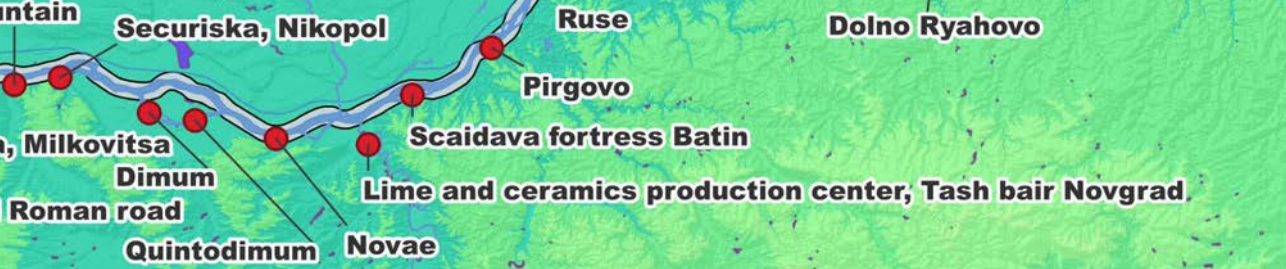 Ruse
Dolno Ryahovo
Securiska, Nikopol
Pirgovo
Scaidava fortress Batin
Milkovitsa
Dimum
Lime and ceramics production center, Tash bair Novgrad
Roman road
Quintodimum
Novae